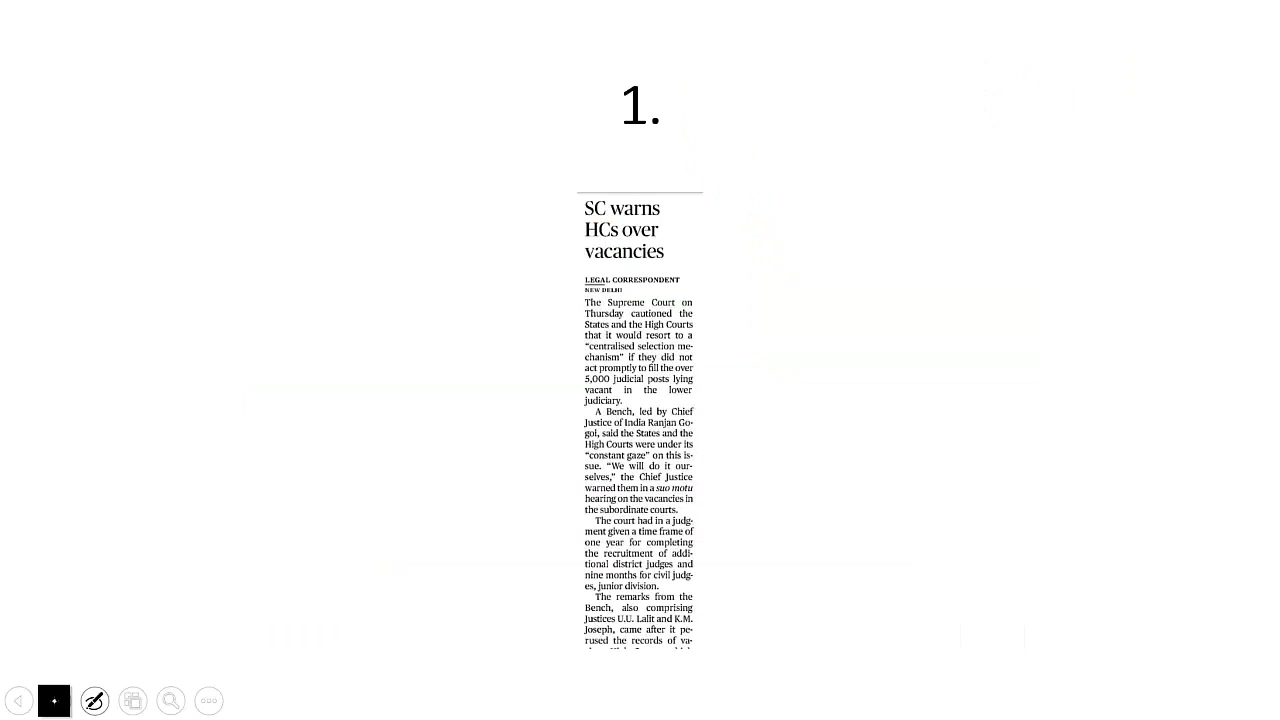 1.
SC warns
HCs over
vacancies
LEGAL CORRESPONDENT
NEW DELHI
The Supreme Court on
Thursday cautioned the
States and the High Courts
that it would resort to a
“centralised selection me-
chanism” if they did not
act promptly to fill the over
5,000 judicial posts lying
vacant in the lower
judiciary.
A Bench, led by Chief
Justice of India Ranjan Go-
goi, said the States and the
High Courts were under its
“constant gaze” on this is-
sue. “We will do it our-
selves,” the Chief Justice
warned them in a suo motu
hearing on the vacancies in
the subordinate courts.
The court had in a judg-
ment given a time frame of
one year for completing
the recruitment of addi-
tional district judges and
nine months for civil judg-
es, junior division.
The remarks from the
Bench, also comprising
Justices U.U. Lalit and K.M.
Joseph, came after it pe-
rused the records of va-